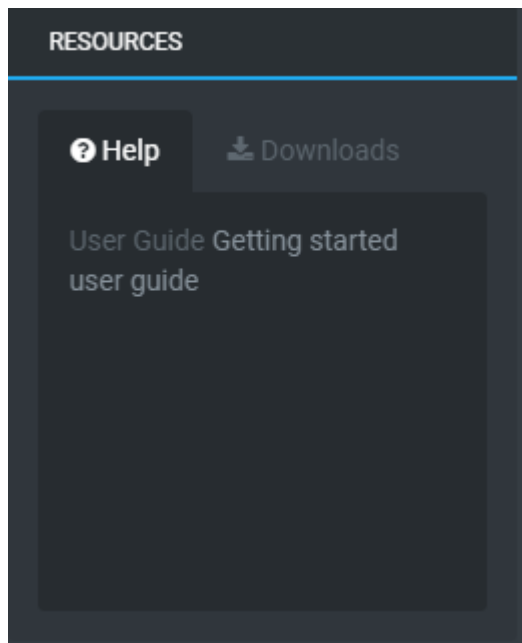 RESOURCES
Help
Downloads
User Guide Getting started
user guide